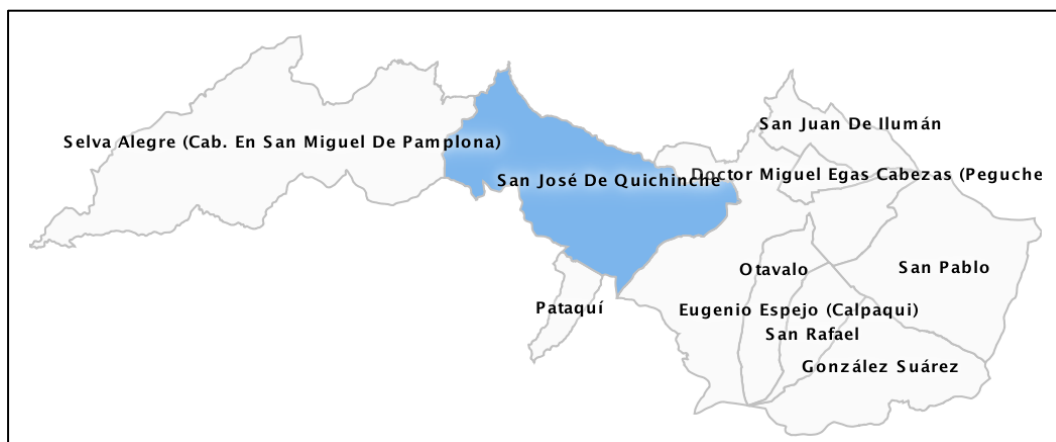 San Juan De Ilumán
Selva Alegre (Cab. En San Miguel De Pamplona)
Doctor Miguel Egas Cabezas (Peguche
San José De Quichinche
Otavalo
San Pablo
Pataquí
Eugenio Espejo (Calpaqui)
San Rafael
González Suárez